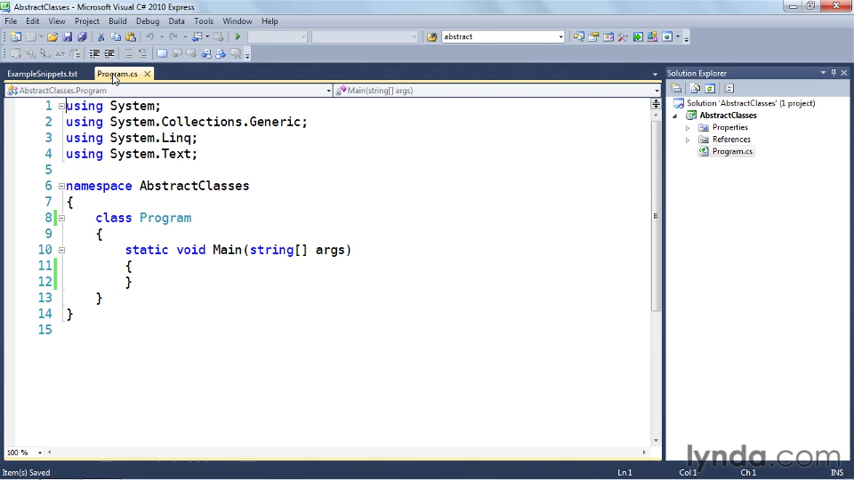 AbstractClasses - Microsoft Visual C# 2010 Express
File Edit View Project Build Debug Data Tools Window Help
abstract
ExampleSnippets.txt Program.cs
AbstractClasses.Program Main(string[] args)
1 using System;
2 using System.Collections.Generic;
3 using System.Linq;
4 using System.Text;
5
6 namespace AbstractClasses
7 {
8 class Program
9 {
10 static void Main(string[] args)
11 {
12 }
13 }
14 }
15
100 %
Solution Explorer
Solution 'AbstractClasses' (1 project)
AbstractClasses
Properties
References
Program.cs
Item(s) Saved Ln 1 Col 1 Ch 1 INS
lynda.com